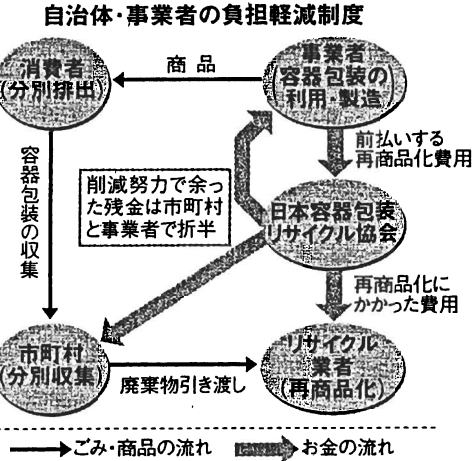 自治体・事業者の負担軽減制度
消費者
(分別排出)
商品
事業者
(容器包装の
利用・製造)
前払いする
再商品化費用
容器包装の収集
削減努力で余っ
た残金は市町村
と事業者で折半
日本容器包装
リサイクル協会
再商品化に
かかった費用
市町村
(分別収集)
廃棄物引き渡し
リサイクル
業者
(再商品化)
ごみ・商品の流れ
お金の流れ